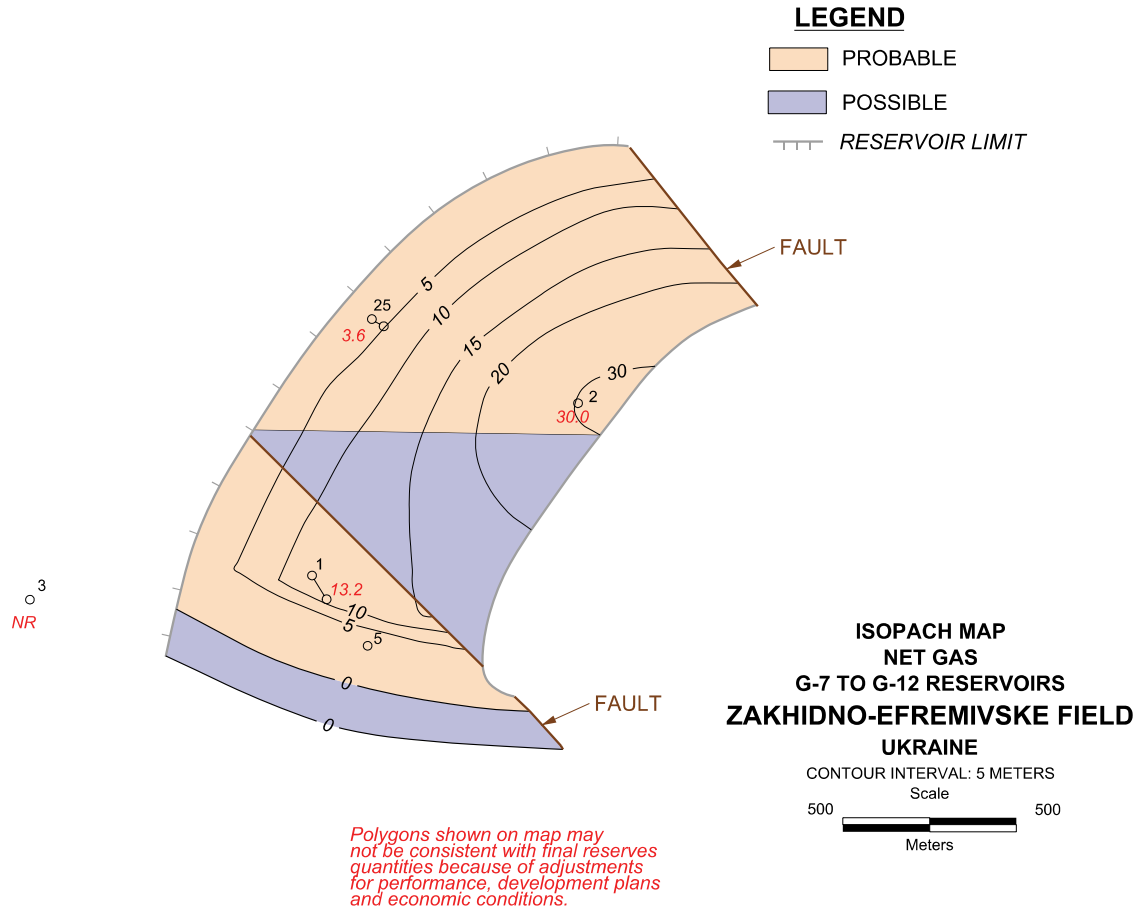 LEGEND
PROBABLE
POSSIBLE
RESERVOIR LIMIT
FAULT
5
25
10
3.6
15
20
30
2
30.0
1
3
13.2
NR
10
5
5
0
FAULT
0
ISOPACH MAP
NET GAS
G-7 TO G-12 RESERVOIRS
ZAKHIDNO-EFREMIVSKE FIELD
UKRAINE
CONTOUR INTERVAL: 5 METERS
Scale
500 500
Meters
Polygons shown on map may
not be consistent with final reserves
quantities because of adjustments
for performance, development plans
and economic conditions.